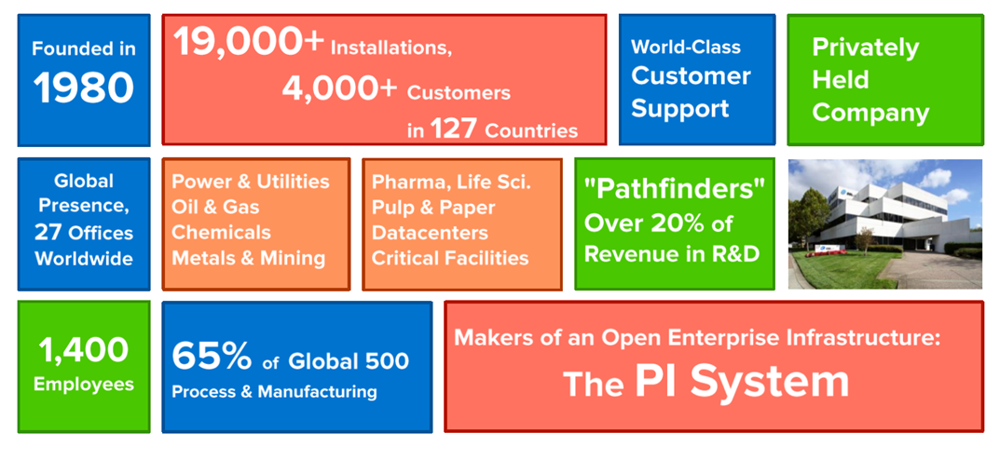 Founded in
1980
19,000+ Installations,
4,000+ Customers
in 127 Countries
World-Class
Customer
Support
Privately
Held
Company
Global
Presence,
27 Offices
Worldwide
Power & Utilities
Oil & Gas
Chemicals
Metals & Mining
Pharma, Life Sci.
Pulp & Paper
Datacenters
Critical Facilities
"Pathfinders"
Over 20% of
Revenue in R&D
1,400
Employees
65% of Global 500
Process & Manufacturing
Makers of an Open Enterprise Infrastructure:
The PI System